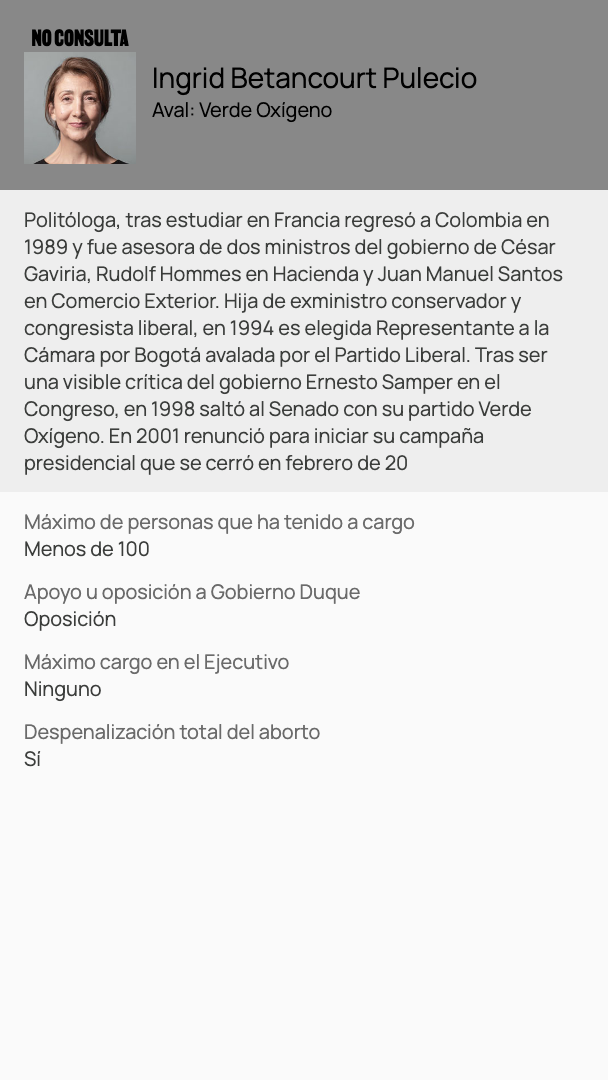 NO CONSULTA
Ingrid Betancourt Pulecio
Aval: Verde Oxígeno
Politóloga, tras estudiar en Francia regresó a Colombia en
1989 y fue asesora de dos ministros del gobierno de César
Gaviria, Rudolf Hommes en Hacienda y Juan Manuel Santos
en Comercio Exterior. Hija de exministro conservador y
congresista liberal, en 1994 es elegida Representante a la
Cámara por Bogotá avalada por el Partido Liberal. Tras ser
una visible crítica del gobierno Ernesto Samper en el
Congreso, en 1998 saltó al Senado con su partido Verde
Oxígeno. En 2001 renunció para iniciar su campaña
presidencial que se cerró en febrero de 20
Máximo de personas que ha tenido a cargo
Menos de 100
Apoyo u oposición a Gobierno Duque
Oposición
Máximo cargo en el Ejecutivo
Ninguno
Despenalización total del aborto
Sí